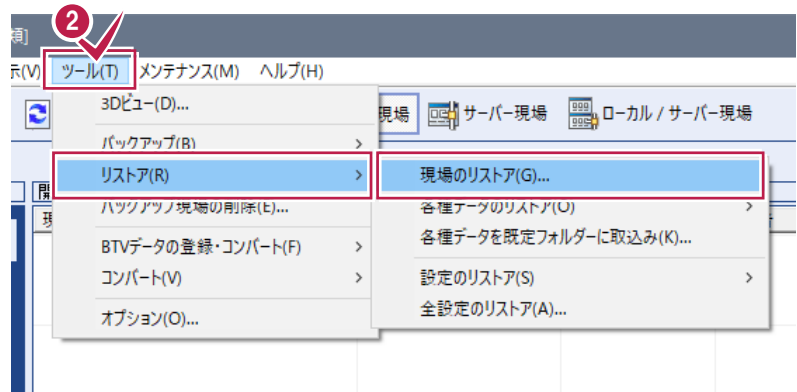 2
類]
示(V) ツール(T) メンテナンス(M) ヘルプ(H)
現場 サーバー現場 ローカル / サーバー現場
3Dビュー(D)...
バックアップ(B)
リストア(R)
バックアップ現場の削除(E)...
BTVデータの登録・コンバート(F)
コンバート(V)
オプション(O)...
現場のリストア(G)...
各種データのリストア(O)
各種データを既定フォルダーに取込み(K)...
設定のリストア(S)
全設定のリストア(A)...
開
現